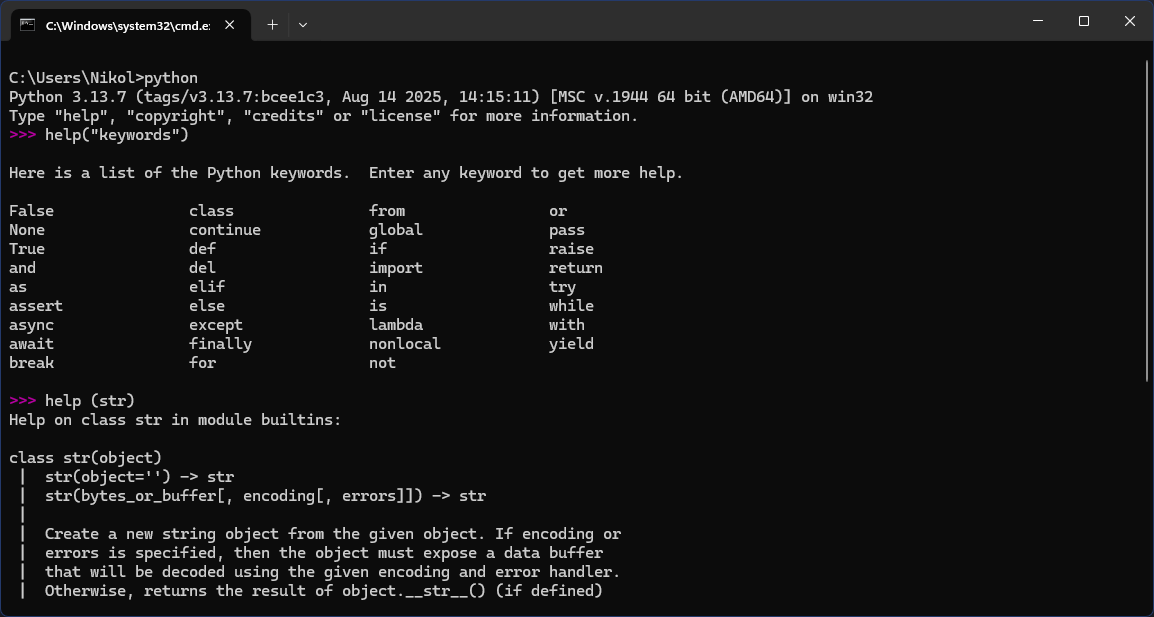 C:\Windows\system32\cmd.e:
C:\Users\Nikol>python
Python 3.13.7 (tags/v3.13.7:bcee1c3, Aug 14 2025, 14:15:11) [MSC v.1944 64 bit (AMD64)] on win32
Type "help", "copyright", "credits" or "license" for more information.
>>> help("keywords")
Here is a list of the Python keywords.  Enter any keyword to get more help.
False               class               from                or
None                continue            global              pass
True                def                 if                  raise
and                 del                 import              return
as                  elif                in                  try
assert              else                is                  while
async               except              lambda              with
await               finally             nonlocal            yield
break               for                 not
>>> help (str)
Help on class str in module builtins:
class str(object)
 |  str(object='') -> str
 |  str(bytes_or_buffer[, encoding[, errors]]) -> str
 |
 |  Create a new string object from the given object. If encoding or
 |  errors is specified, then the object must expose a data buffer
 |  that will be decoded using the given encoding and error handler.
 |  Otherwise, returns the result of object.__str__() (if defined)